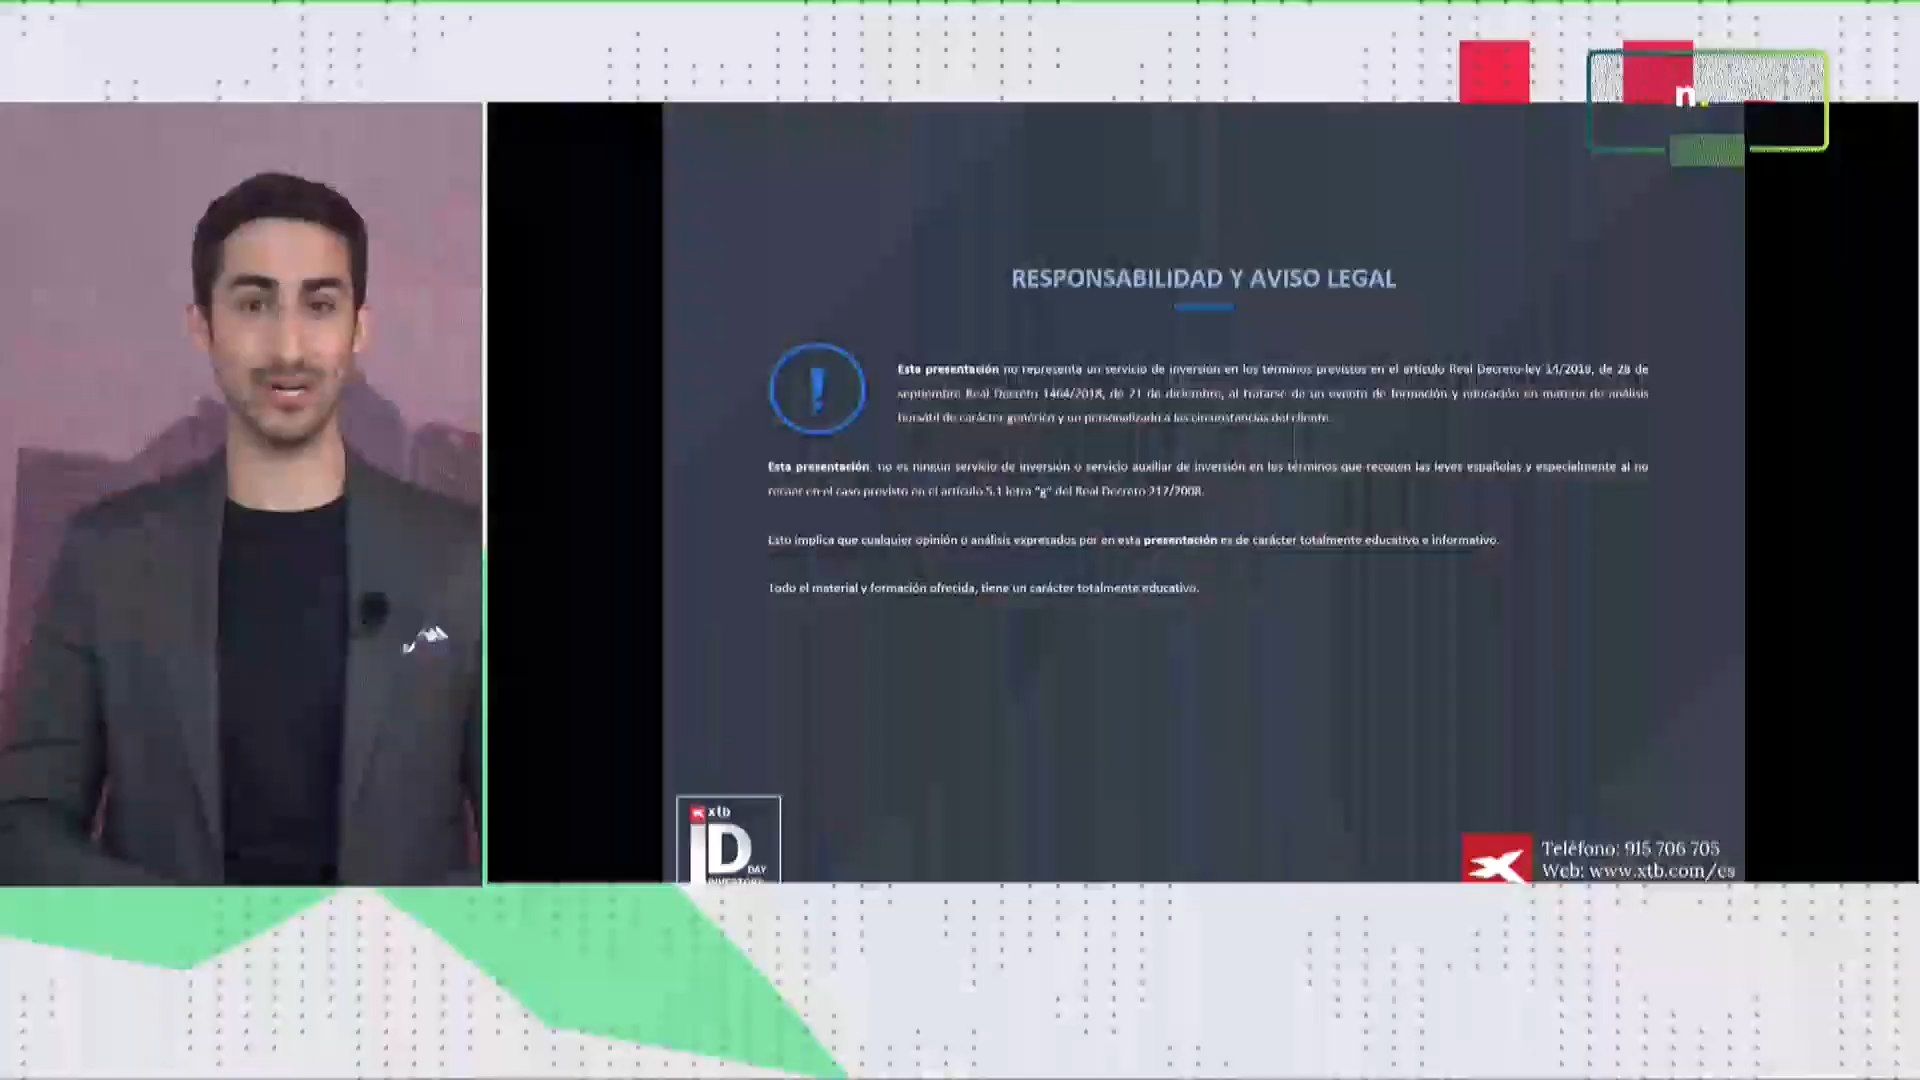 n.
RESPONSABILIDAD Y AVISO LEGAL
!
Esta presentación no representa un servicio de inversión en los términos previstos en el artículo Real Decreto-ley 14/2018, de 28 de
septiembre Real Decreto 1464/2018, de 21 de diciembre, al tratarse de un evento de formación y educación en materia de análisis
bursátil de carácter genérico y no personalizado a las circunstancias del cliente.
Esta presentación, no es ningún servicio de inversión o servicio auxiliar de inversión en los términos que recogen las leyes españolas y especialmente al no
recaer en el caso previsto en el artículo 5.1 letra "g" del Real Decreto 217/2008.
Esto implica que cualquier opinión o análisis expresados por en esta presentación es de carácter totalmente educativo e informativo.
Todo el material y formación ofrecida, tiene un carácter totalmente educativo.
xtb
iD
DAY
INVESTORS
Teléfono: 915 706 705
Web: www.xtb.com/es